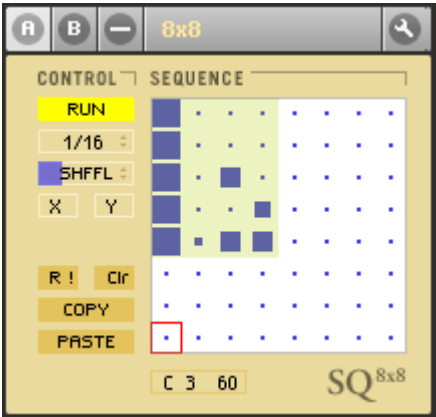 A B 8x8
CONTROL SEQUENCE
RUN
1/16
SHFFL
X Y
R ! Clr
COPY
PASTE
C 3 60 SQ8x8